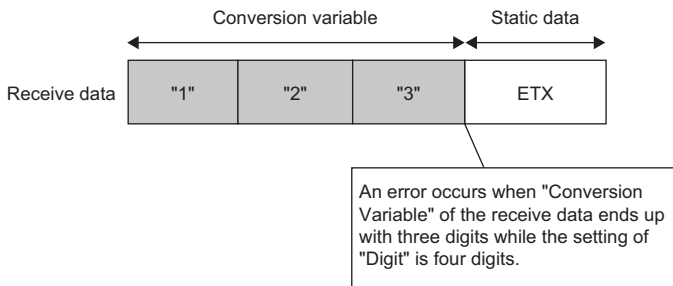 Conversion variable Static data
Receive data "1" "2" "3" ETX
An error occurs when "Conversion
Variable" of the receive data ends up
with three digits while the setting of
"Digit" is four digits.